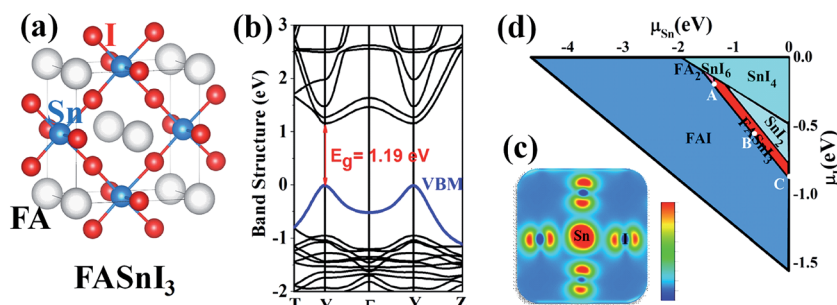 (a)
I
Sn
FA
FASnI3
(b)
Band Structure (eV)
3
2
1
0
-1
-2
Eg= 1.19 eV
VBM
T Y Γ Y Z
(c)
Sn
I
(d)
μSn(eV)
-4 -3 -2 -1 0
FA2SnI6
SnI4
SnI2
FASnI3
FAI
A
B
C
0.0
-0.5
-1.0
-1.5
μI(eV)